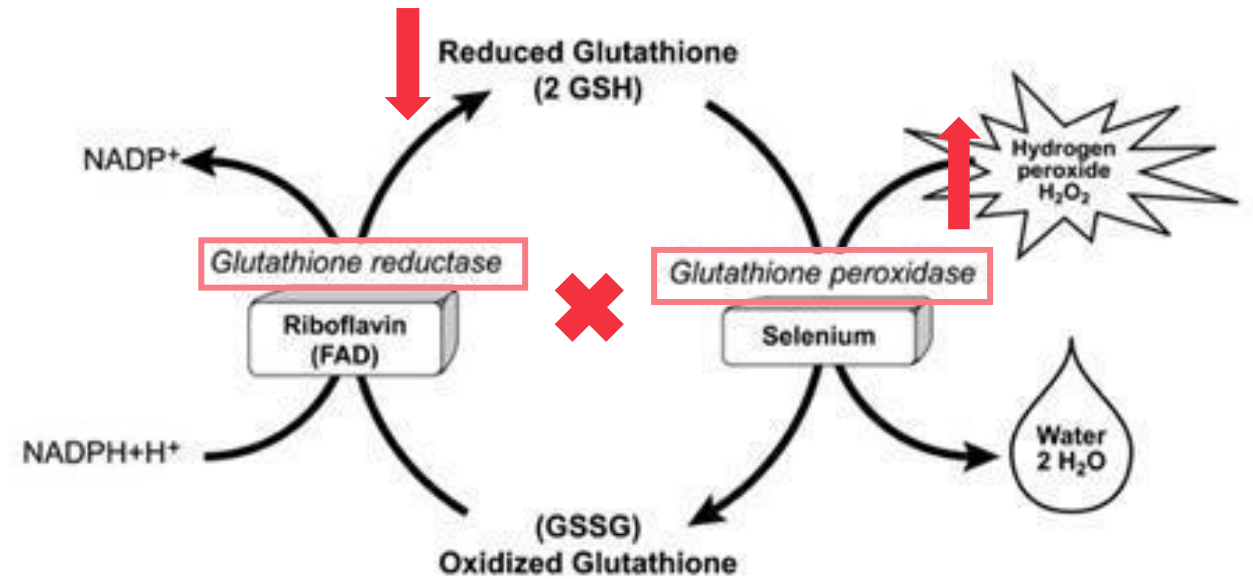 Reduced Glutathione
(2 GSH)
NADP⁺
Hydrogen
peroxide
H₂O₂
Glutathione reductase
Glutathione peroxidase
Riboflavin
(FAD)
Selenium
NADPH+H⁺
Water
2 H₂O
(GSSG)
Oxidized Glutathione